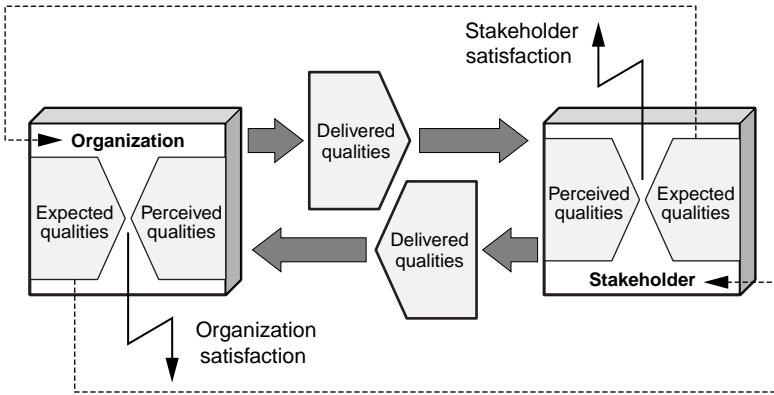 Stakeholder
satisfaction
Organization
Delivered
qualities
Expected
qualities
Perceived
qualities
Perceived
qualities
Expected
qualities
Delivered
qualities
Stakeholder
Organization
satisfaction